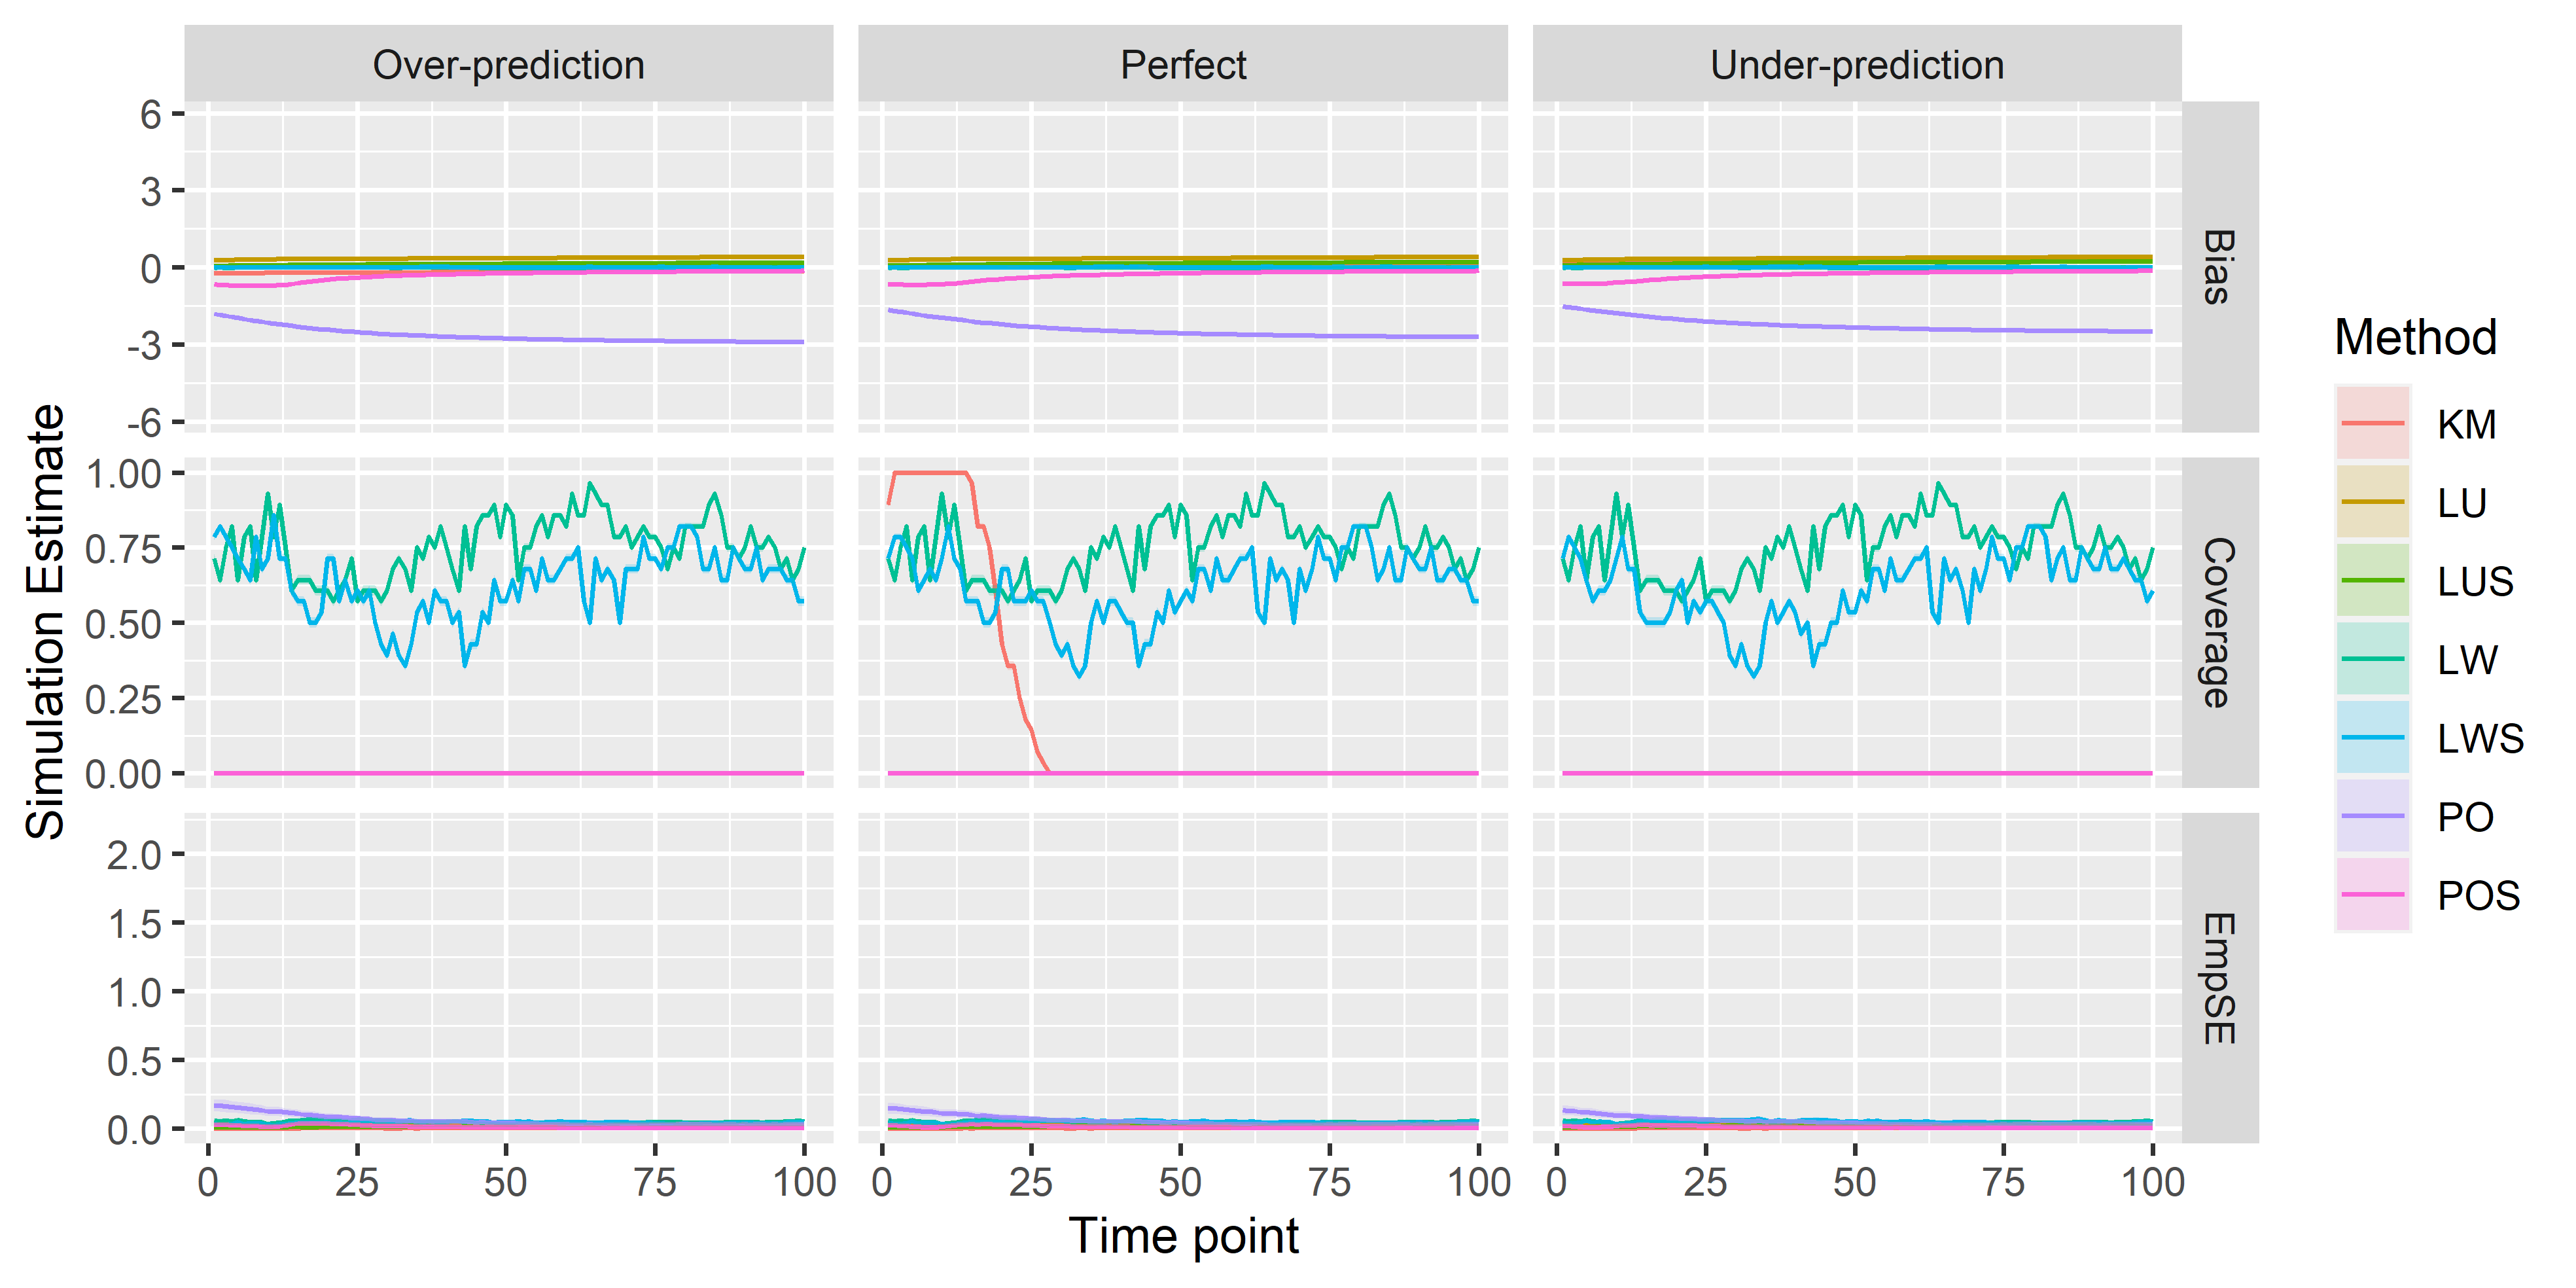 Over-prediction
Perfect
Under-prediction
6
3
0
-3
-6
Bias
1.00
0.75
0.50
0.25
0.00
Coverage
2.0
1.5
1.0
0.5
0.0
EmpSE
0 25 50 75 100
0 25 50 75 100
0 25 50 75 100
Time point
Simulation Estimate
Method
KM
LU
LUS
LW
LWS
PO
POS